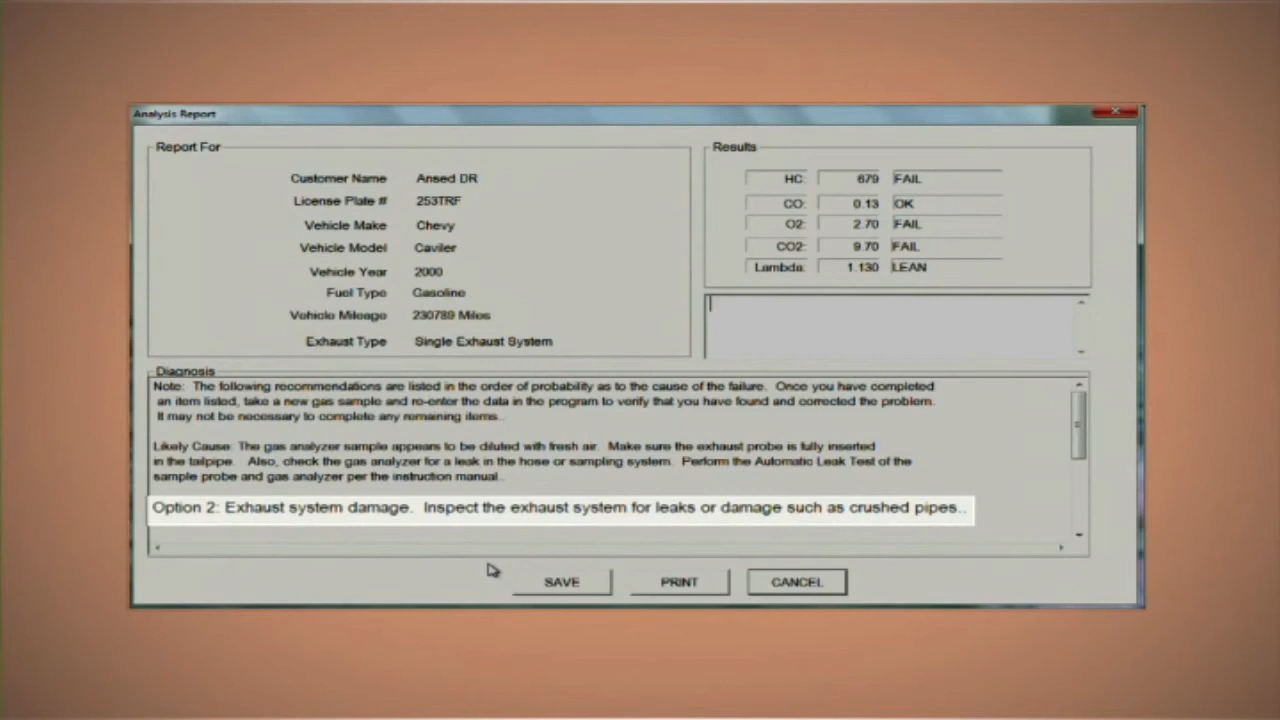 Analysis Report
Report For
Customer Name Ansed DR
License Plate # 253TRF
Vehicle Make Chevy
Vehicle Model Cavlier
Vehicle Year 2000
Fuel Type Gasoline
Vehicle Mileage 230789 Miles
Exhaust Type Single Exhaust System
Results
HC: 679 FAIL
CO: 0.13 OK
O2: 2.70 FAIL
CO2: 9.70 FAIL
Lambda: 1.130 LEAN
Diagnosis
Note: The following recommendations are listed in the order of probability as to the cause of the failure. Once you have completed
an item listed, take a new gas sample and re-enter the data in the program to verify that you have found and corrected the problem.
It may not be necessary to complete any remaining items..
Likely Cause: The gas analyzer sample appears to be diluted with fresh air. Make sure the exhaust probe is fully inserted
in the tailpipe. Also, check the gas analyzer for a leak in the hose or sampling system. Perform the Automatic Leak Test of the
sample probe and gas analyzer per the instruction manual..
Option 2: Exhaust system damage. Inspect the exhaust system for leaks or damage such as crushed pipes..
SAVE PRINT CANCEL